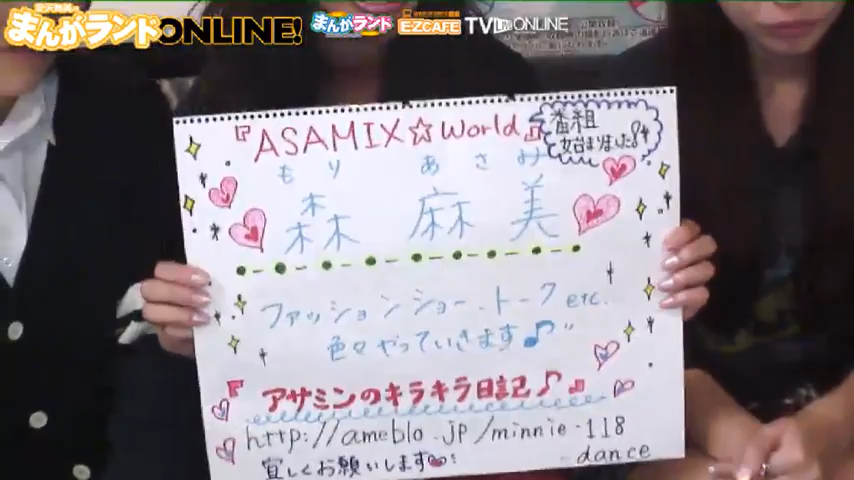 まんがランドONLINE!
まんがランド EZCAFE TV LIVE ONLINE
『ASAMIX☆World』
番組
始まりました!
もり あさみ
森 麻美
ファッションショー、トークetc.
色々やっていきます♪"
『アサミンのキラキラ日記♪』
http://ameblo.jp/minnie-118
dance
宜しくお願いします